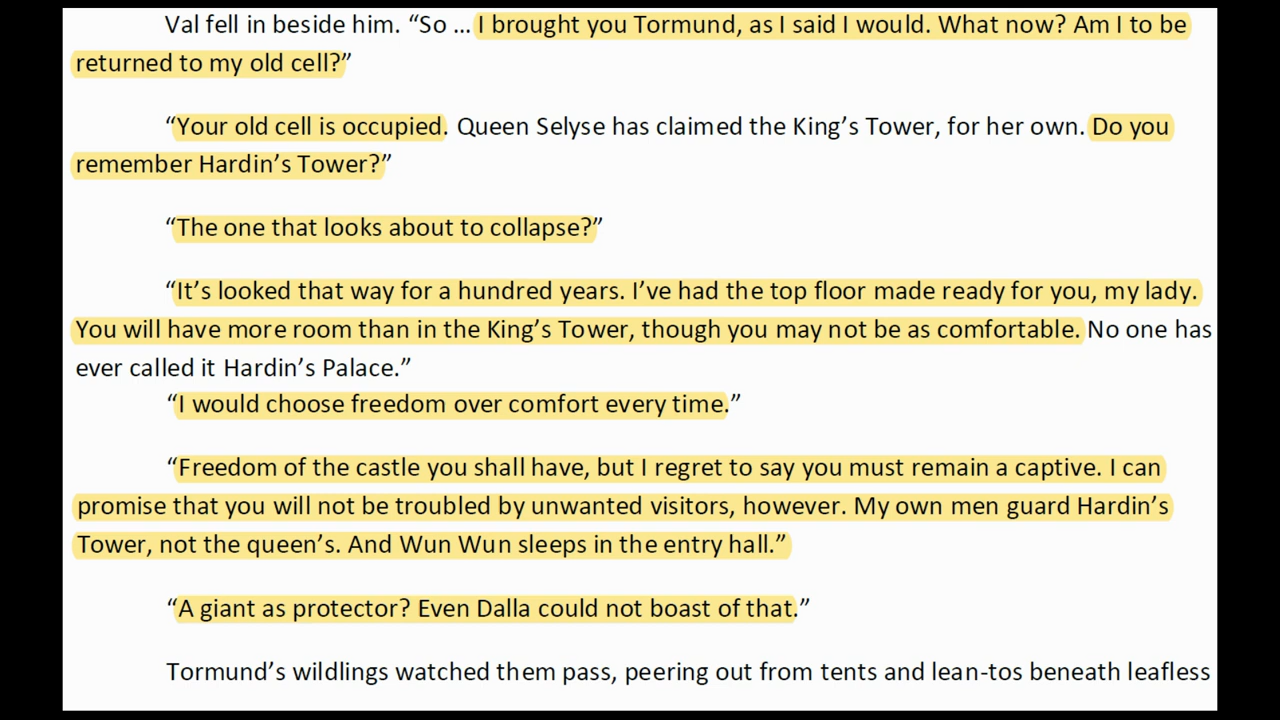 Val fell in beside him. “So … I brought you Tormund, as I said I would. What now? Am I to be
returned to my old cell?”
“Your old cell is occupied. Queen Selyse has claimed the King’s Tower, for her own. Do you
remember Hardin’s Tower?”
“The one that looks about to collapse?”
“It’s looked that way for a hundred years. I’ve had the top floor made ready for you, my lady.
You will have more room than in the King’s Tower, though you may not be as comfortable. No one has
ever called it Hardin’s Palace.”
“I would choose freedom over comfort every time.”
“Freedom of the castle you shall have, but I regret to say you must remain a captive. I can
promise that you will not be troubled by unwanted visitors, however. My own men guard Hardin’s
Tower, not the queen’s. And Wun Wun sleeps in the entry hall.”
“A giant as protector? Even Dalla could not boast of that.”
Tormund’s wildlings watched them pass, peering out from tents and lean-tos beneath leafless